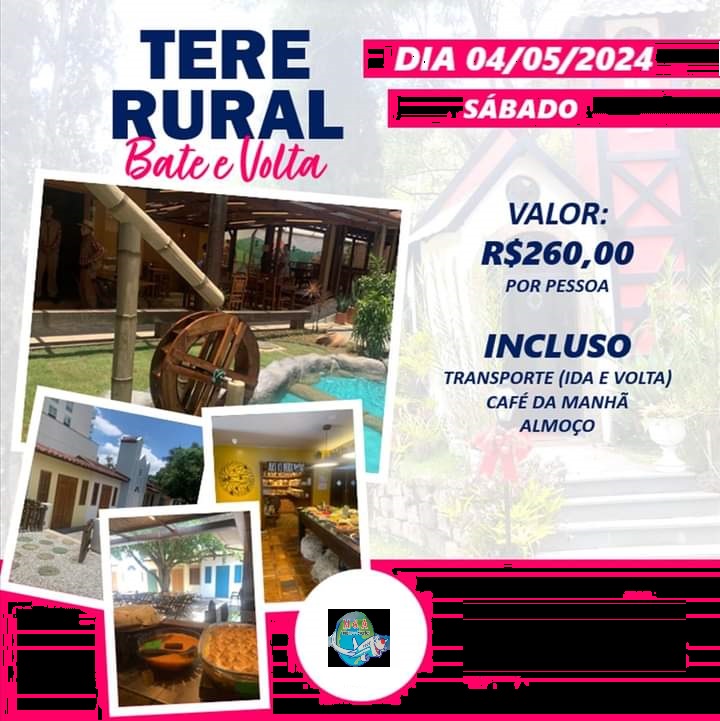 TERE
RURAL
Bate e Volta
DIA 04/05/2024
SÁBADO
VALOR:
R$260,00
POR PESSOA
INCLUSO
TRANSPORTE (IDA E VOLTA)
CAFÉ DA MANHÃ
ALMOÇO